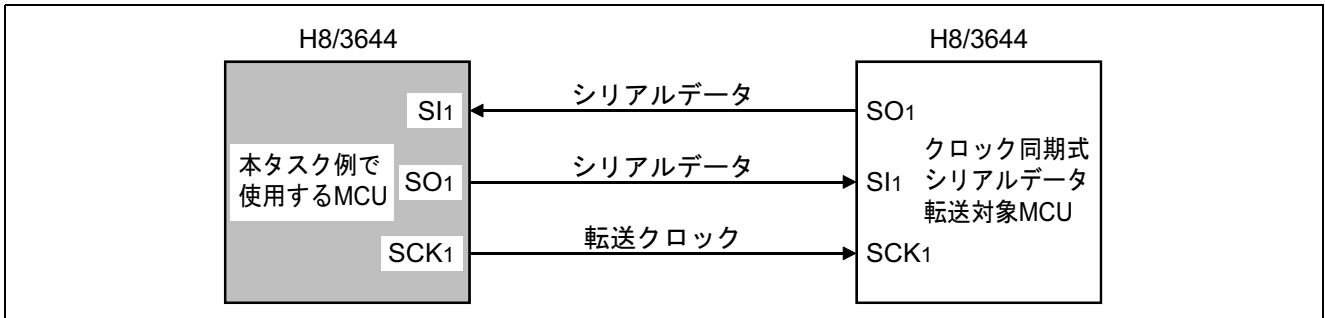 H8/3644
H8/3644
SI1
シリアルデータ
SO1
本タスク例で
使用するMCU
SO1
シリアルデータ
SI1
クロック同期式
シリアルデータ
転送対象MCU
SCK1
転送クロック
SCK1